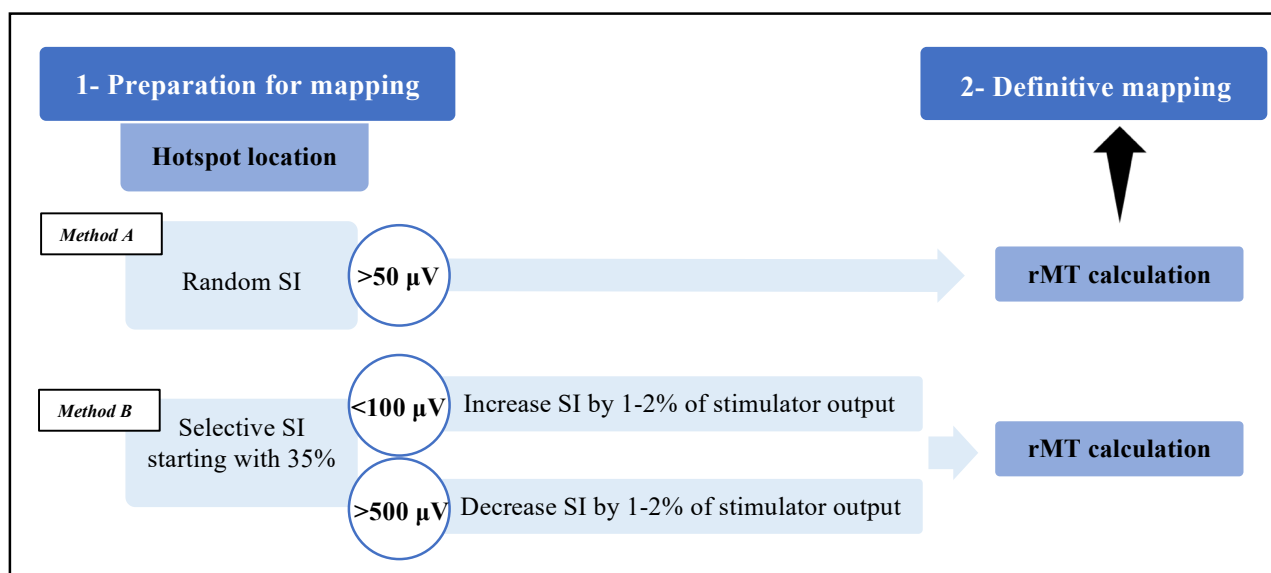 1- Preparation for mapping
2- Definitive mapping
Hotspot location
Method A
Random SI
>50 μV
rMT calculation
Method B
Selective SI
starting with 35%
<100 μV
Increase SI by 1-2% of stimulator output
>500 μV
Decrease SI by 1-2% of stimulator output
rMT calculation